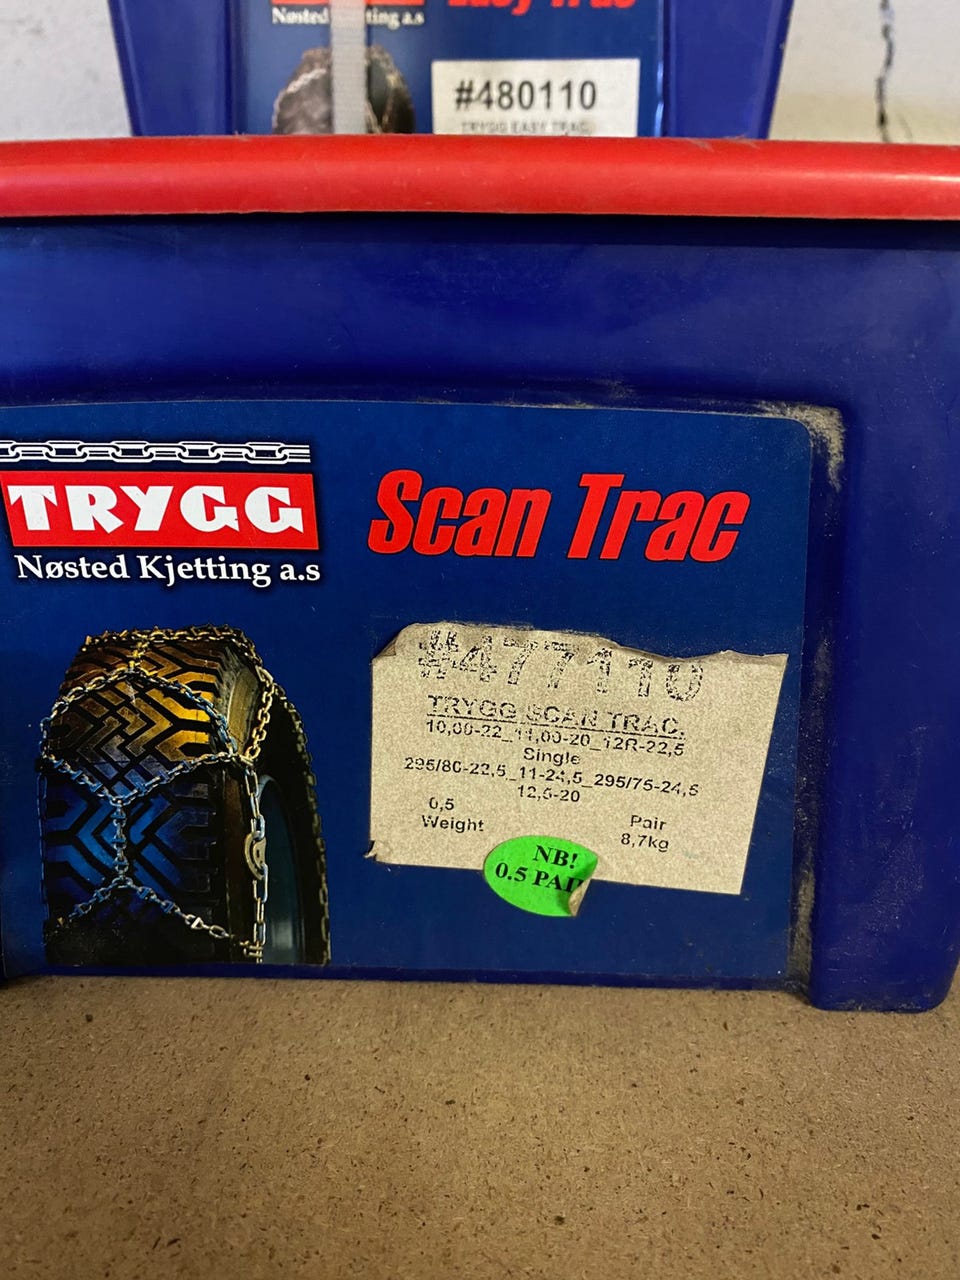 Easy Trac
Nøsted Kjetting a.s
#480110
TRYGG EASY TRAC
TRYGG
Nøsted Kjetting a.s
Scan Trac
#477110
TRYGG SCAN TRAC.
10,00-22_11,00-20_12R-22,5
Single
295/80-22,5_11-24,5_295/75-24,5
12,5-20
0,5 Pair
Weight 8,7kg
NB!
0.5 PAI